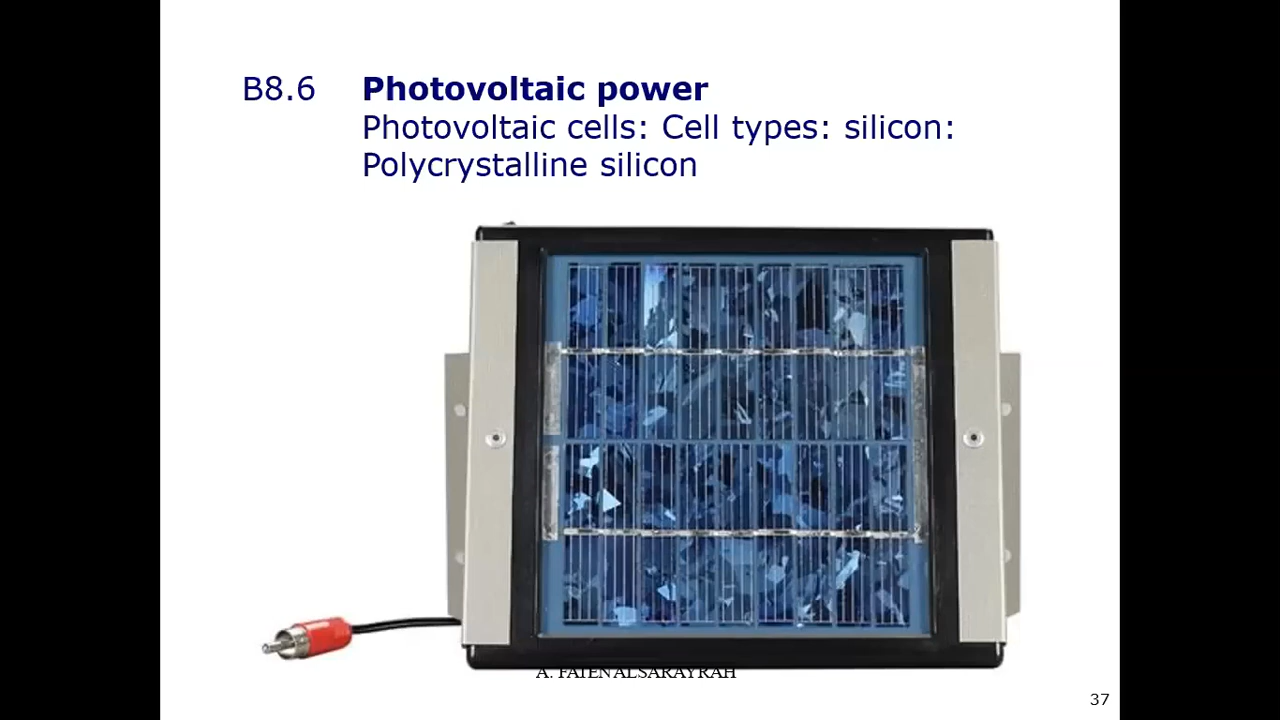 B8.6 Photovoltaic power
Photovoltaic cells: Cell types: silicon:
Polycrystalline silicon
A. FATEN ALSARAYRAH
37